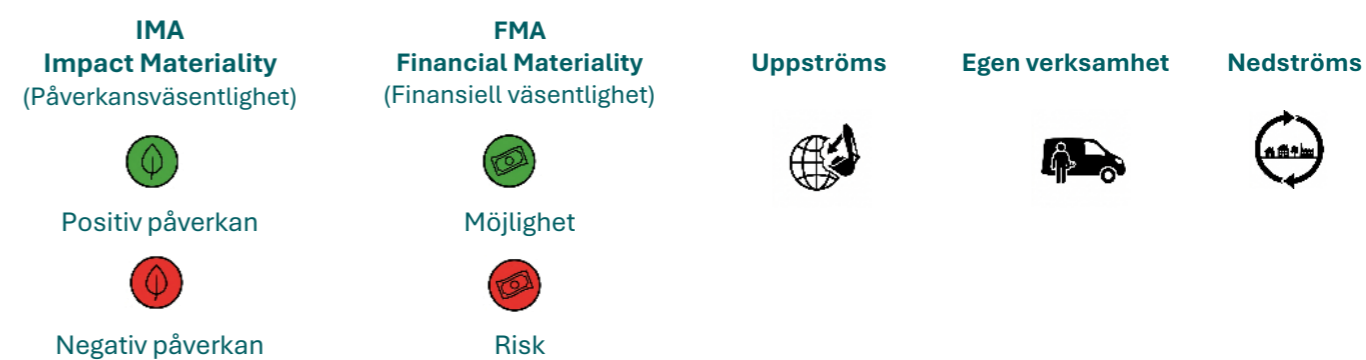 IMA
Impact Materiality
(Påverkansväsentlighet)
Positiv påverkan
Negativ påverkan
FMA
Financial Materiality
(Finansiell väsentlighet)
Möjlighet
Risk
Uppströms
Egen verksamhet
Nedströms